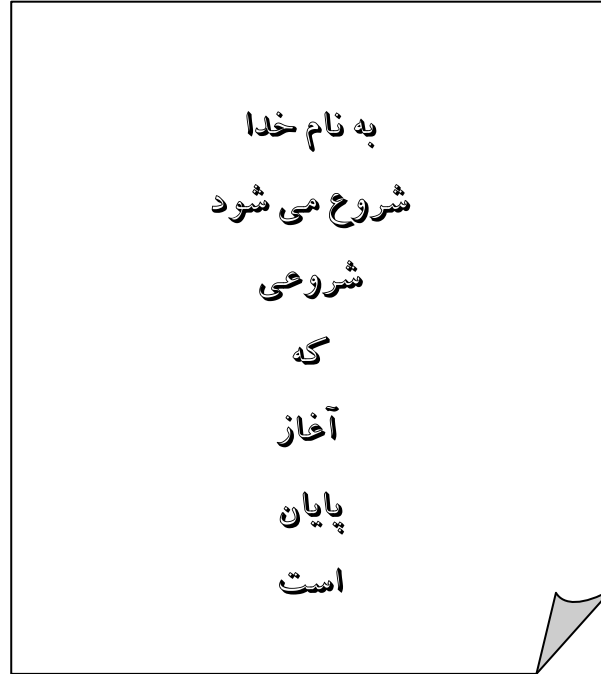 به نام خدا
شروع می شود
شروعی
که
آغاز
پایان
است